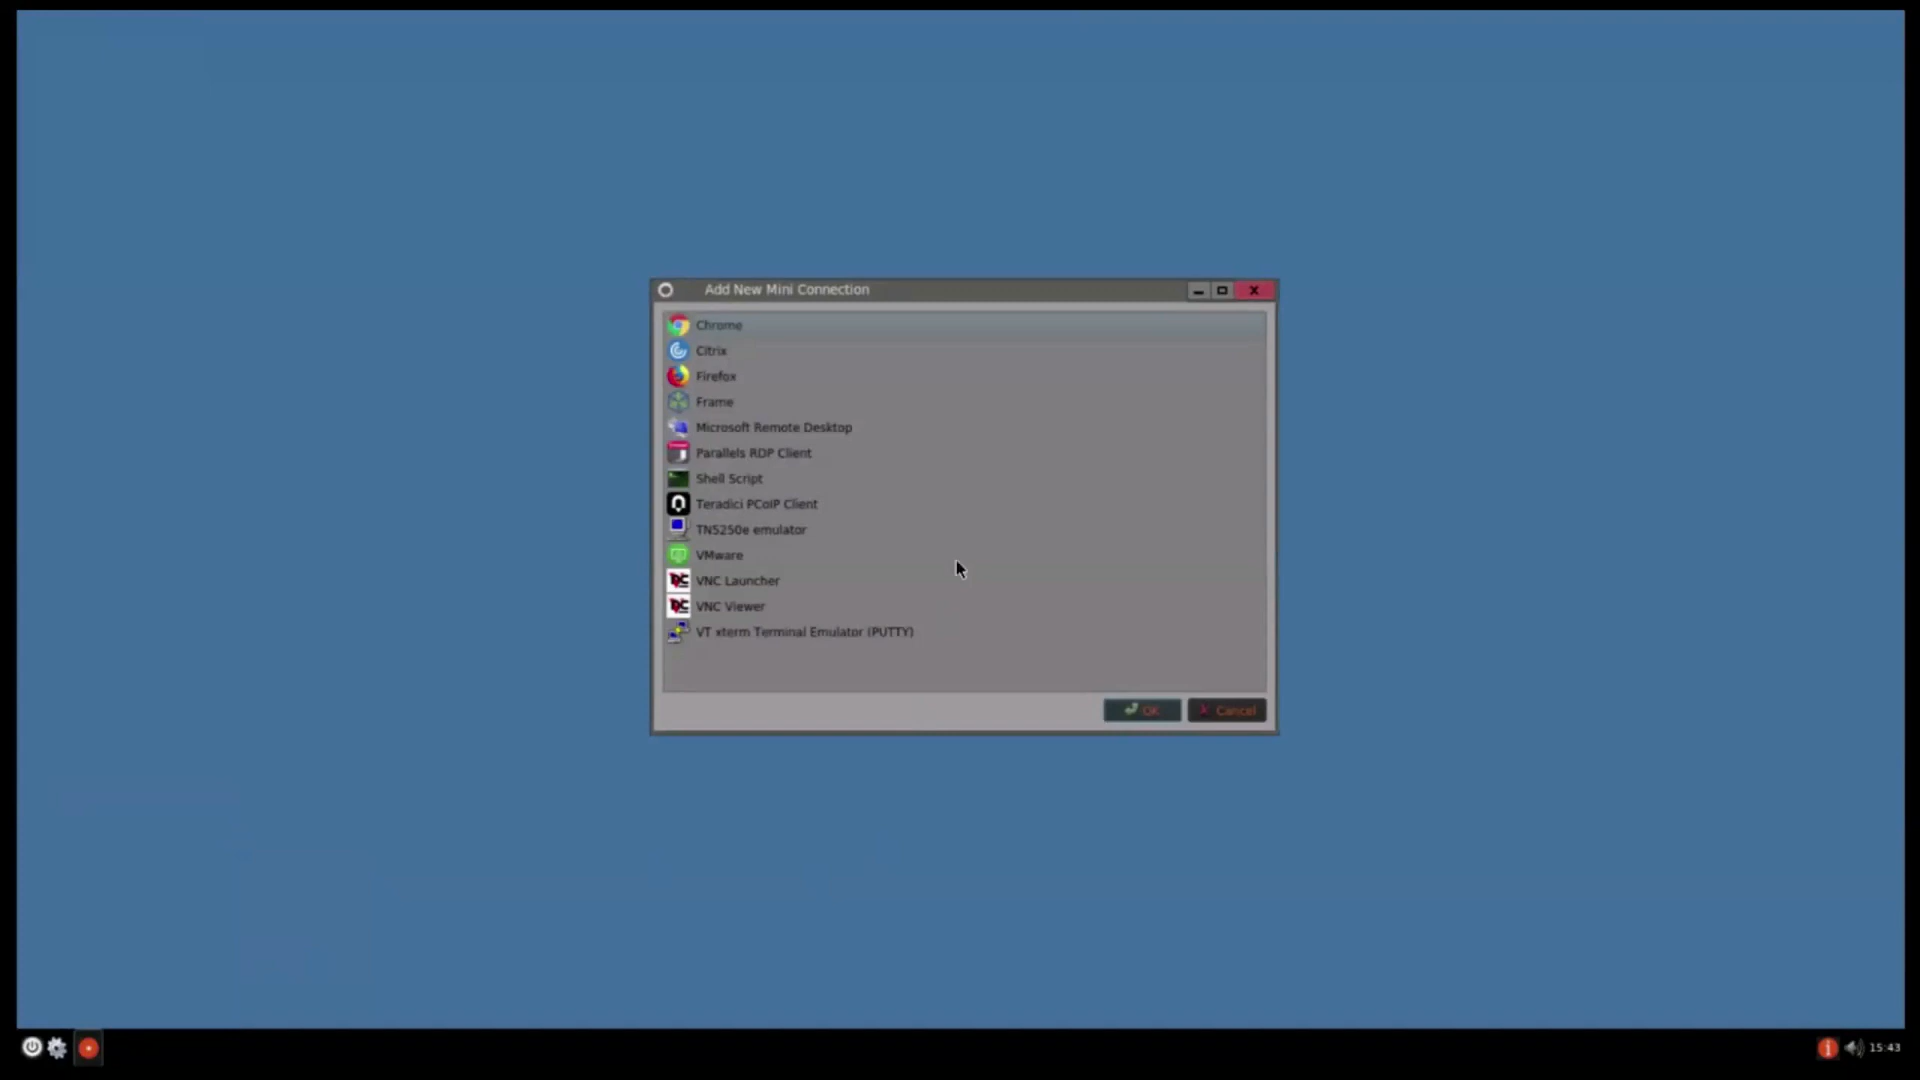 Add New Mini Connection
Chrome
Citrix
Firefox
Frame
Microsoft Remote Desktop
Parallels RDP Client
Shell Script
Teradici PCoIP Client
TN5250e emulator
VMware
VNC Launcher
VNC Viewer
VT xterm Terminal Emulator (PUTTY)
OK Cancel
15:43